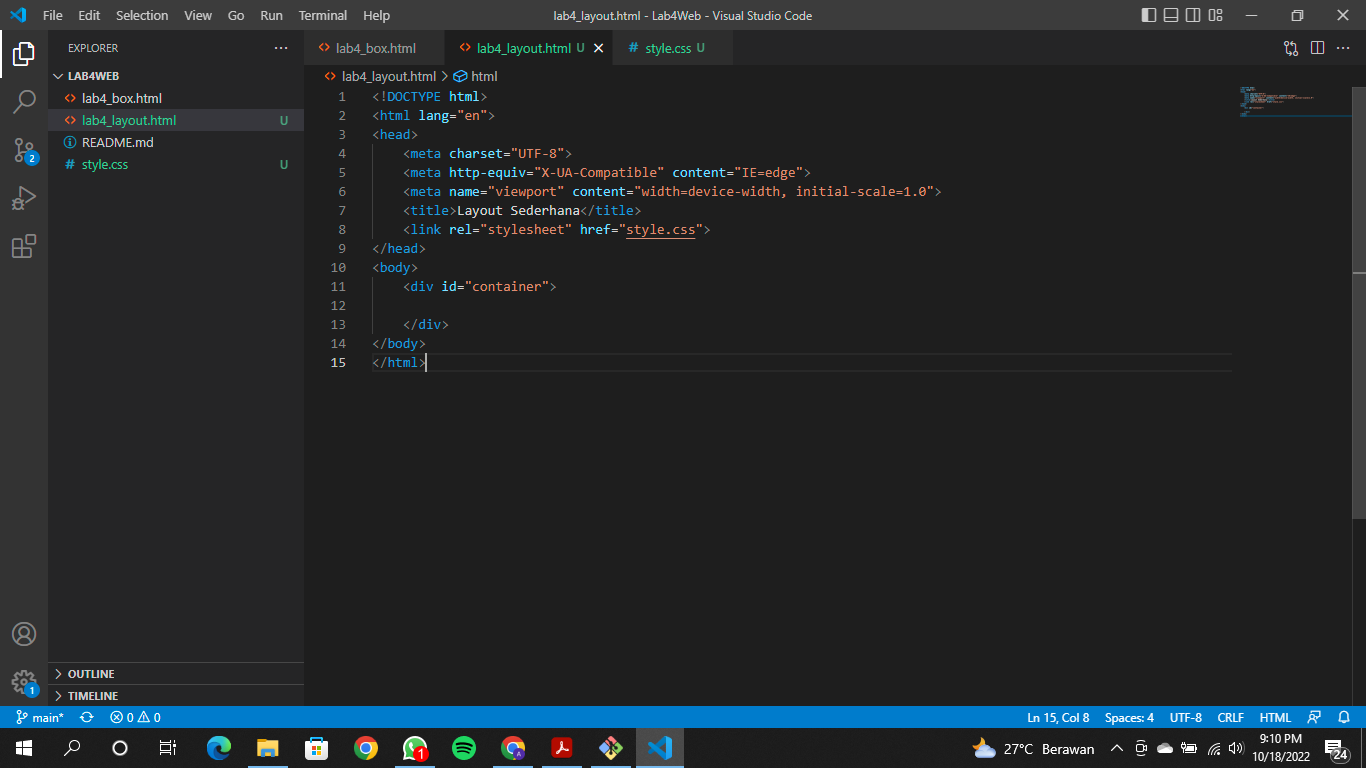 File Edit Selection View Go Run Terminal Help
lab4_layout.html - Lab4Web - Visual Studio Code
EXPLORER
LAB4WEB
lab4_box.html
lab4_layout.html U
README.md
style.css U
2
OUTLINE
TIMELINE
1
lab4_box.html
lab4_layout.html U
style.css U
lab4_layout.html > html
1 <!DOCTYPE html>
2 <html lang="en">
3 <head>
4 <meta charset="UTF-8">
5 <meta http-equiv="X-UA-Compatible" content="IE=edge">
6 <meta name="viewport" content="width=device-width, initial-scale=1.0">
7 <title>Layout Sederhana</title>
8 <link rel="stylesheet" href="style.css">
9 </head>
10 <body>
11 <div id="container">
12
13 </div>
14 </body>
15 </html>
main* 0 0
Ln 15, Col 8 Spaces: 4 UTF-8 CRLF HTML
1
27°C Berawan
9:10 PM
10/18/2022
24